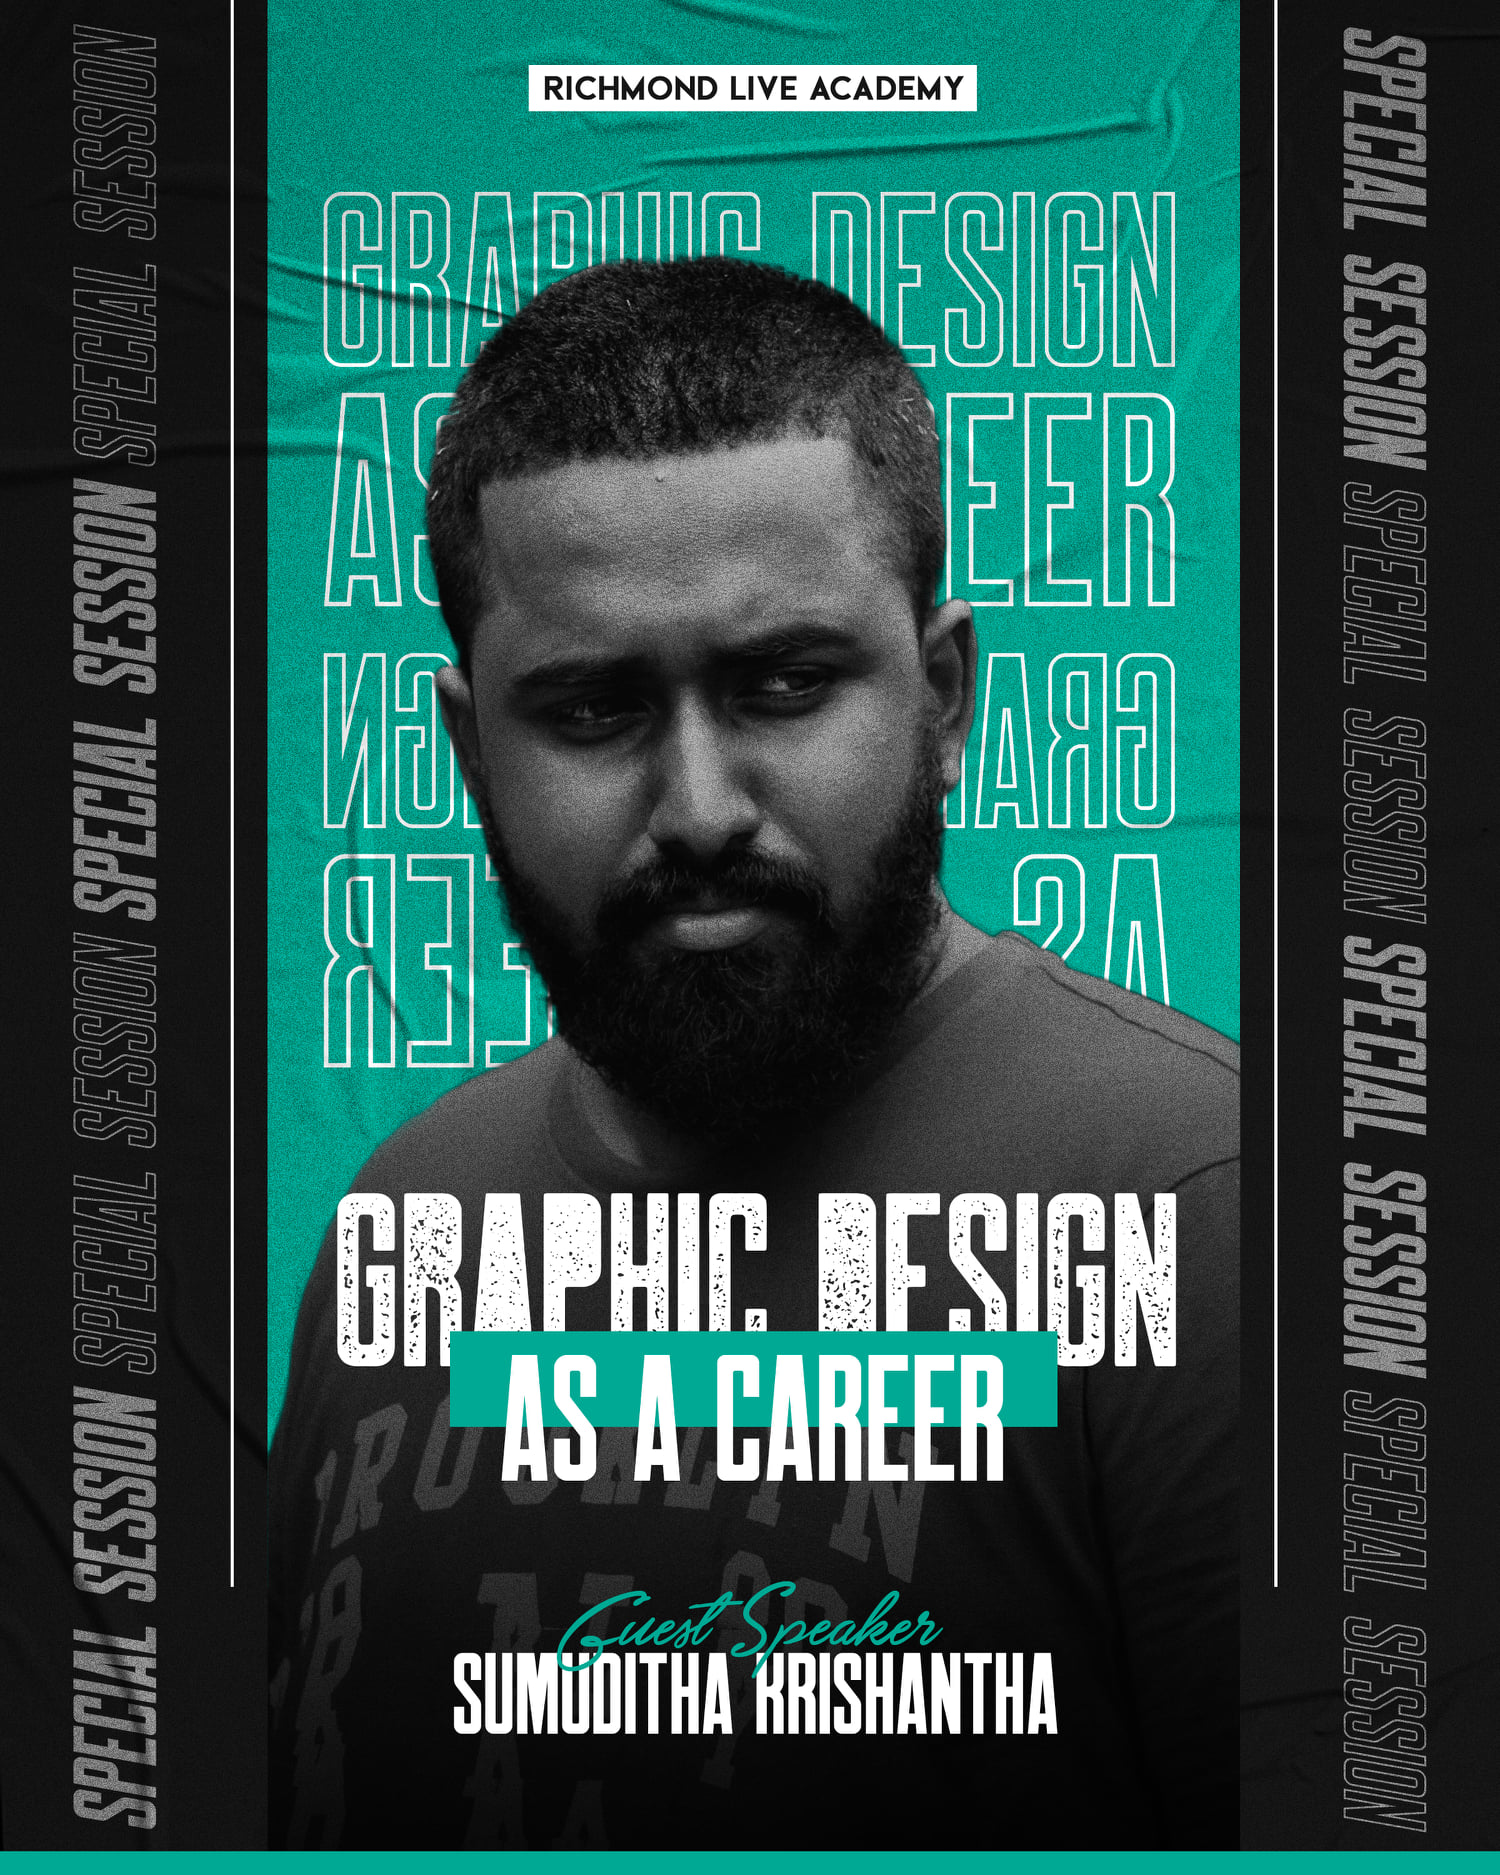 SPECIAL SESSION SPECIAL SESSION SPECIAL SESSION SPECIAL SESSION
RICHMOND LIVE ACADEMY
GRAPHIC DESIGN
AS EER
GRAPHIC DESIGN
AS A CAREER
Guest Speaker
SUMUDITHA KRISHANTHA
SPECIAL SESSION SPECIAL SESSION SPECIAL SESSION SPECIAL SESSION